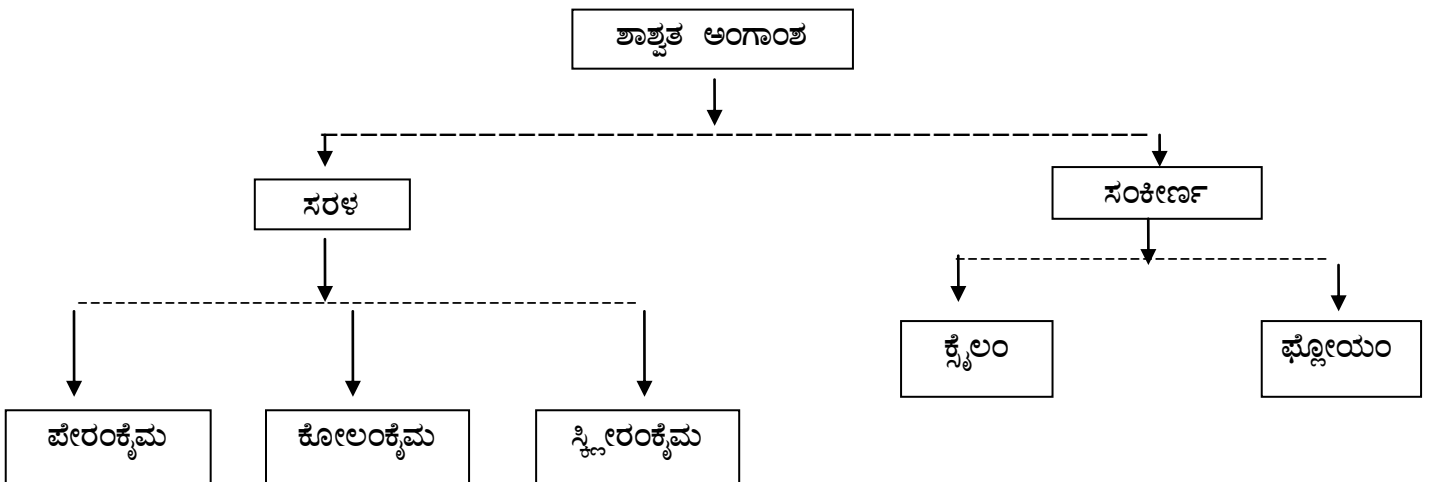 ಶಾಶ್ವತ ಅಂಗಾಂಶ
ಸರಳ
ಸಂಕೀರ್ಣ
ಕ್ಸೈಲಂ
ಫ್ಲೋಯಂ
ಪೇರಂಕೈಮ
ಕೋಲಂಕೈಮ
ಸ್ಕ್ಲೀರಂಕೈಮ